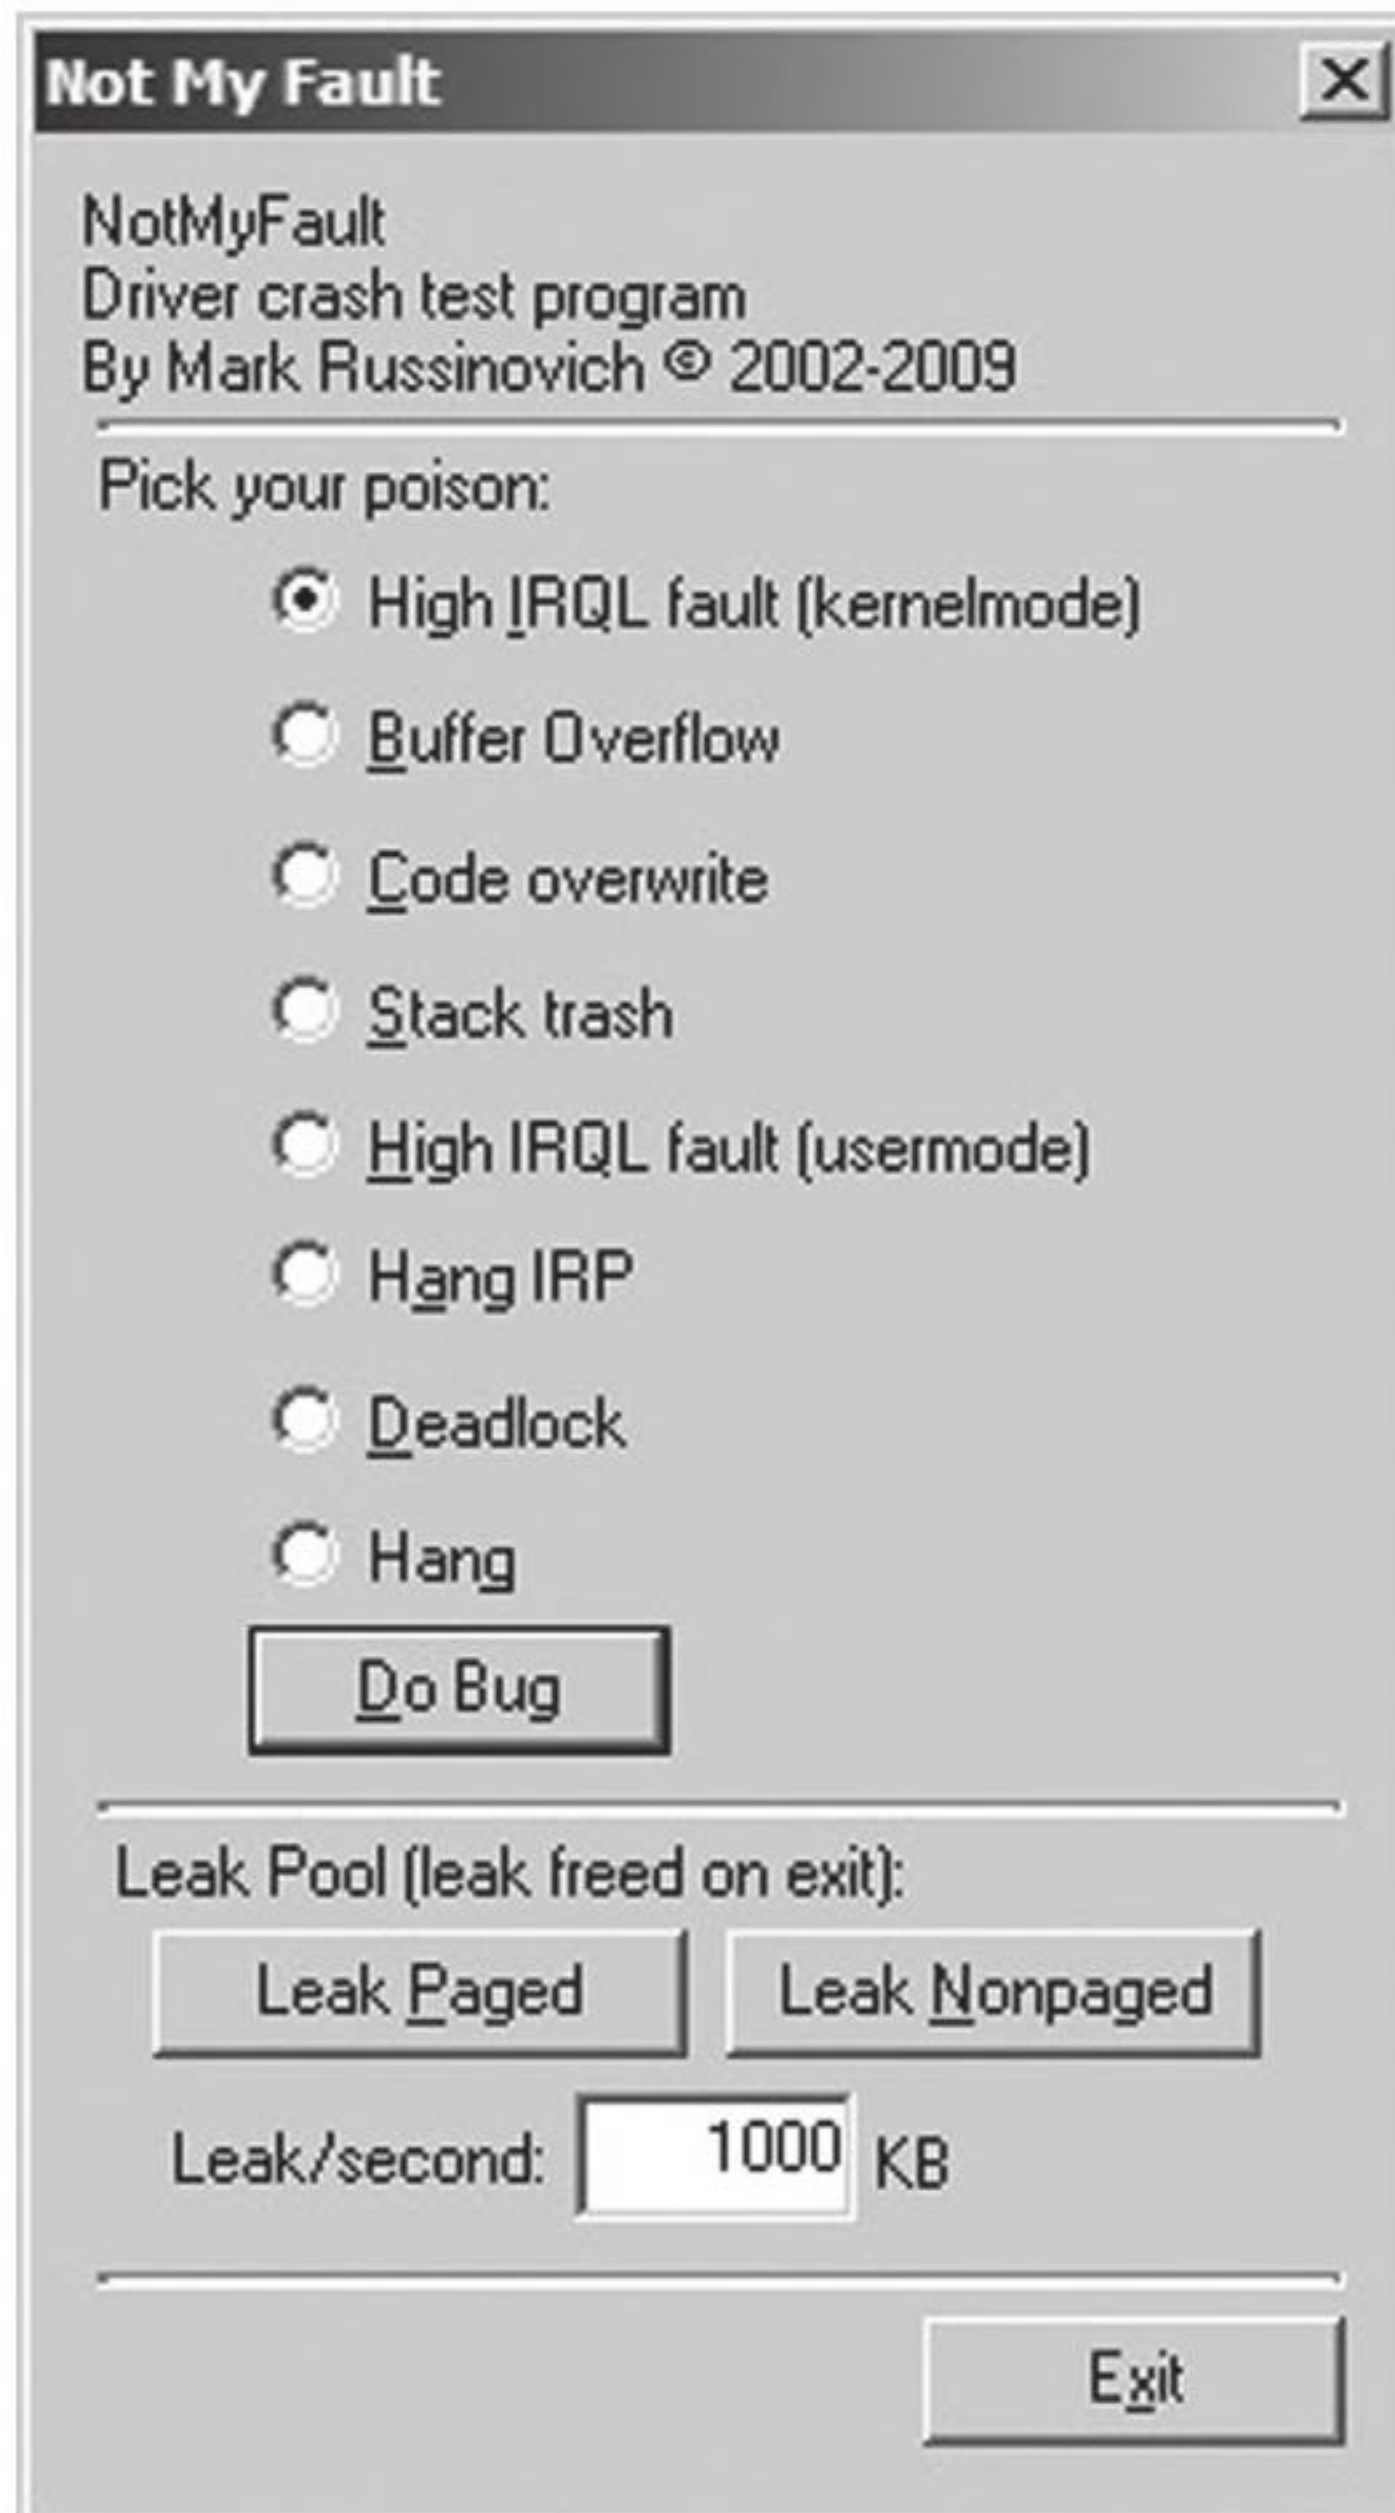 Not My Fault
NotMyFault
Driver crash test program
By Mark Russinovich © 2002-2009
Pick your poison:
High IRQL fault (kernelmode)
Buffer Overflow
Code overwrite
Stack trash
High IRQL fault (usermode)
Hang IRP
Deadlock
Hang
Do Bug
Leak Pool (leak freed on exit):
Leak Paged Leak Nonpaged
Leak/second: 1000 KB
Exit